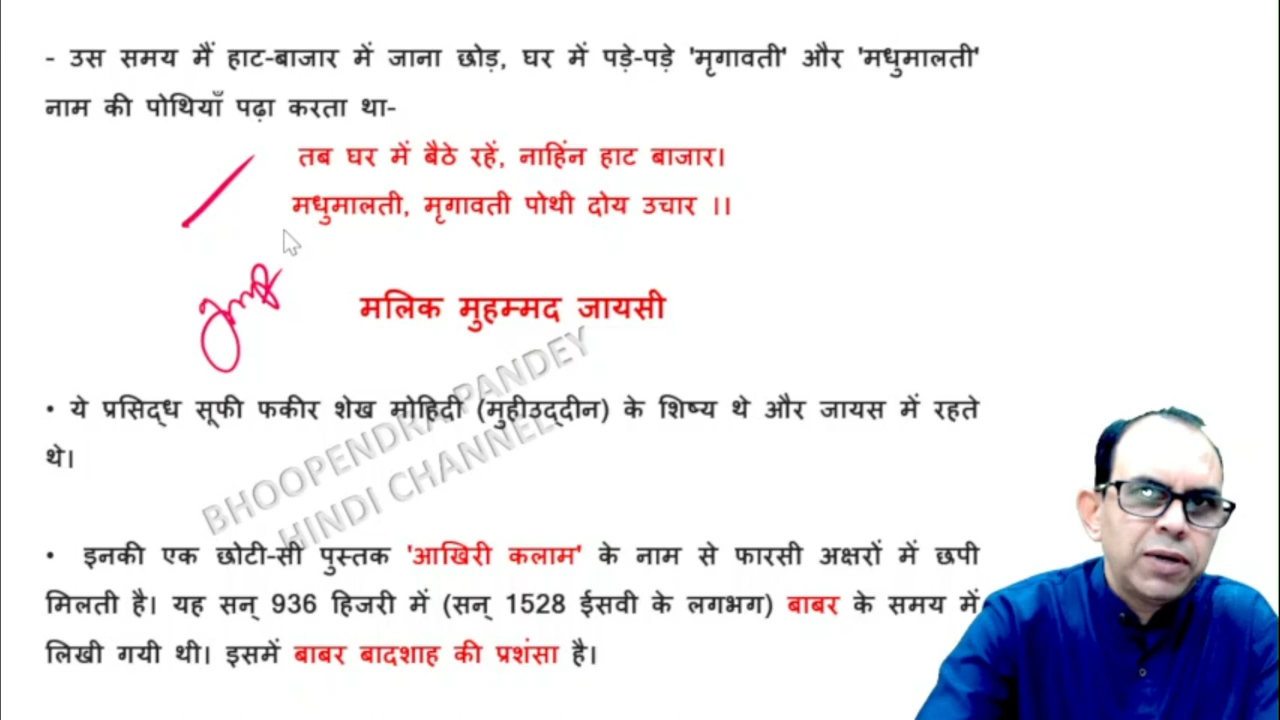 - उस समय मैं हाट-बाजार में जाना छोड़, घर में पड़े-पड़े 'मृगावती' और 'मधुमालती'
नाम की पोथियाँ पढ़ा करता था-
तब घर में बैठे रहें, नाहिंन हाट बाजार।
मधुमालती, मृगावती पोथी दोय उचार ।।
Imp
मलिक मुहम्मद जायसी
• ये प्रसिद्ध सूफी फकीर शेख मोहिदी (मुहीउद्दीन) के शिष्य थे और जायस में रहते
थे।
BHOOPENDRA PANDEY
HINDI CHANNEL
• इनकी एक छोटी-सी पुस्तक 'आखिरी कलाम' के नाम से फारसी अक्षरों में छपी
मिलती है। यह सन् 936 हिजरी में (सन् 1528 ईसवी के लगभग) बाबर के समय में
लिखी गयी थी। इसमें बाबर बादशाह की प्रशंसा है।